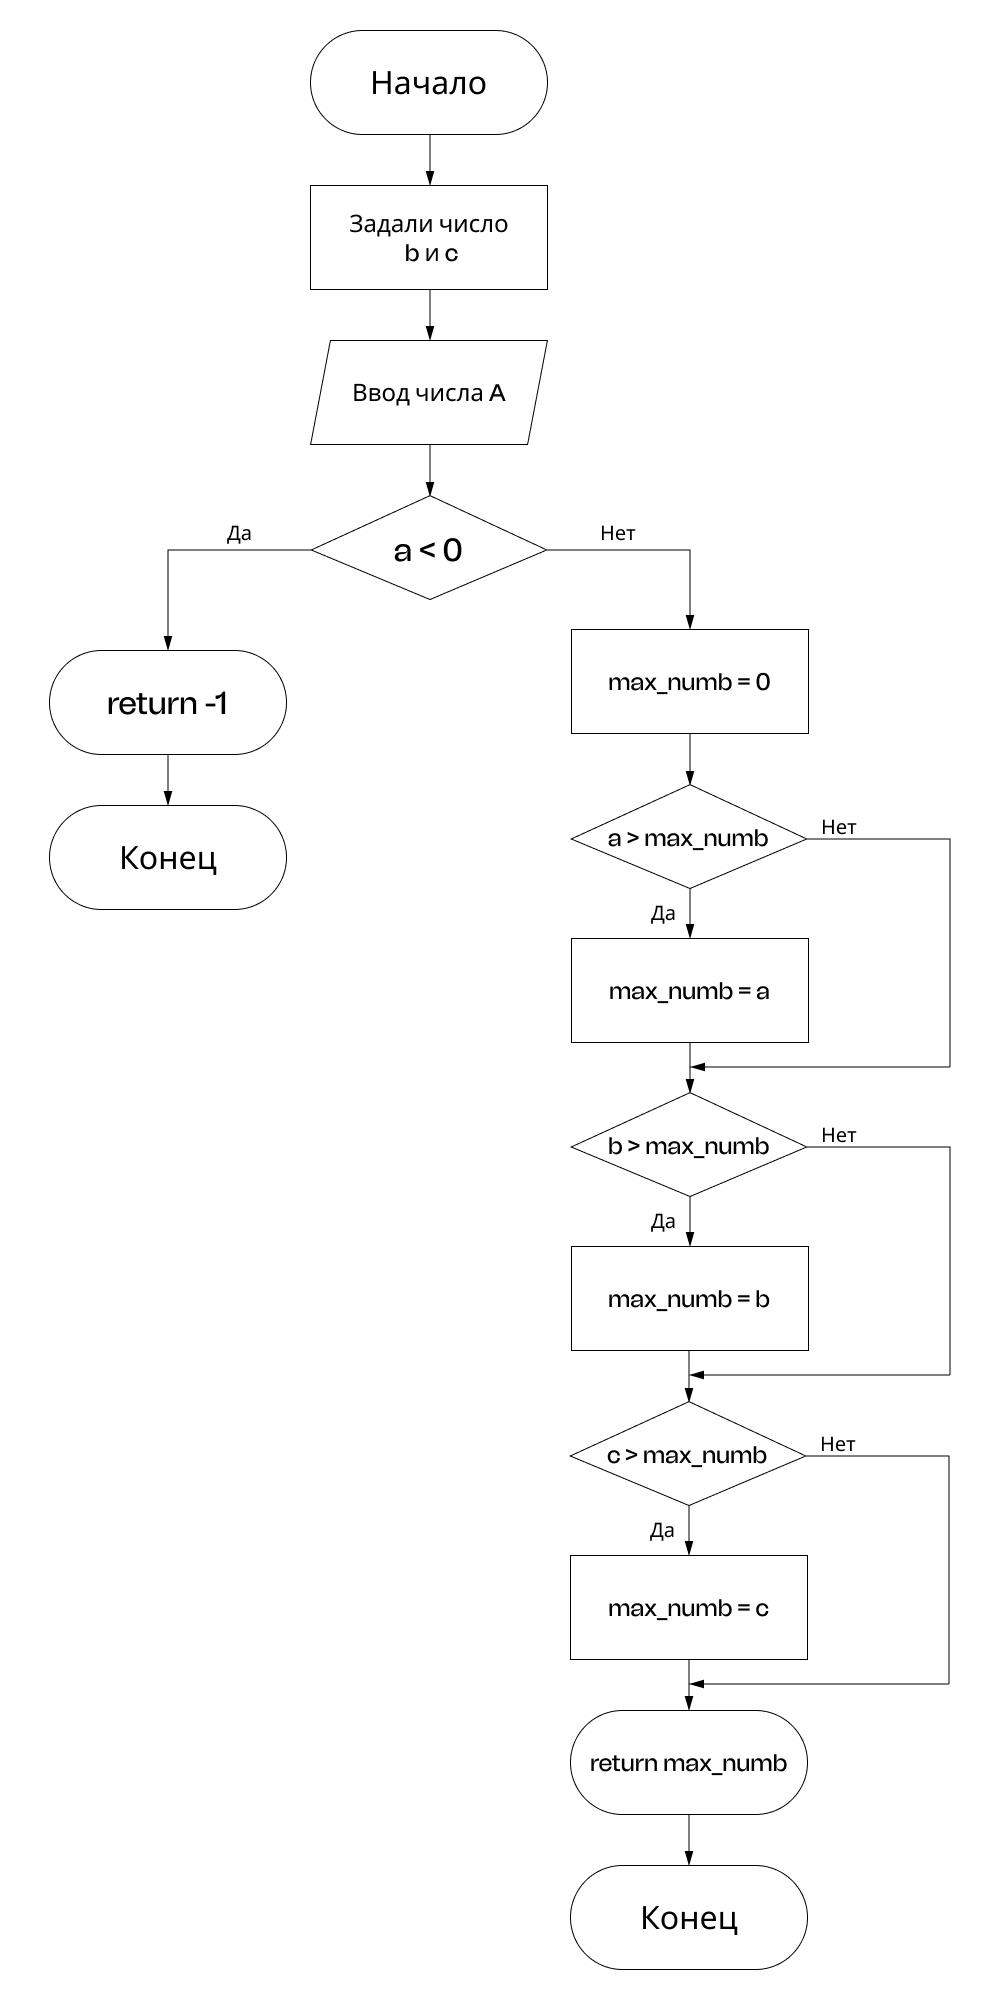 Начало
Задали число
b и c
Ввод числа A
a < 0
Да
Нет
return -1
Конец
max_numb = 0
a > max_numb
Нет
Да
max_numb = a
b > max_numb
Нет
Да
max_numb = b
c > max_numb
Нет
Да
max_numb = c
return max_numb
Конец